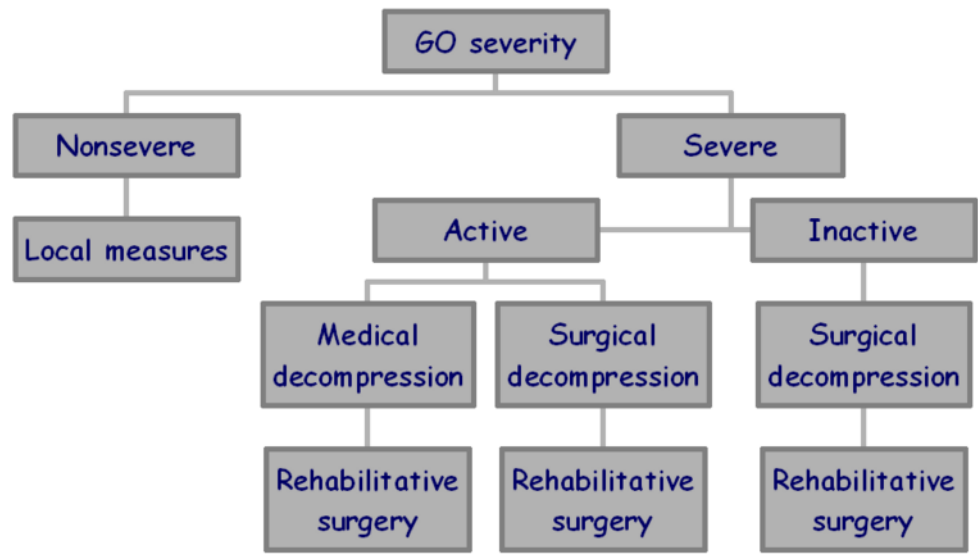 GO severity
Nonsevere
Severe
Local measures
Active
Inactive
Medical
decompression
Surgical
decompression
Surgical
decompression
Rehabilitative
surgery
Rehabilitative
surgery
Rehabilitative
surgery